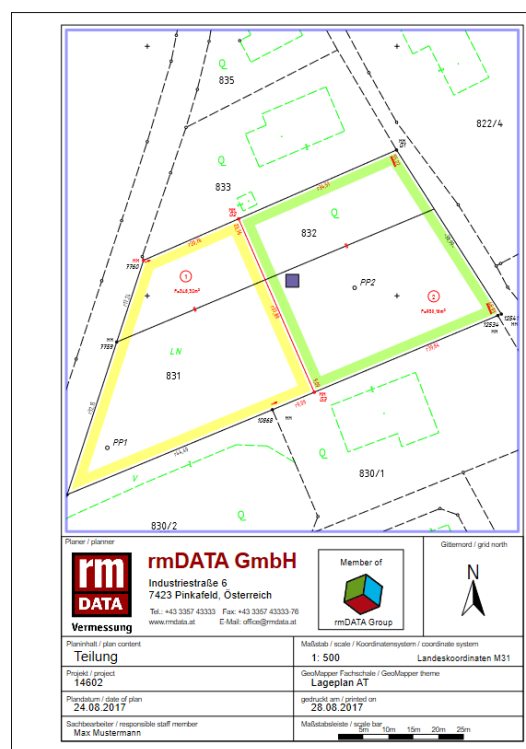 Q
835
822/4
Q
833
Q
832
7760
1
PP2
2
12534
12541
MM
7759
MM
LN
831
10868
MM
PP1
Q
830/1
V
Q
830/2
Planer / planner
rm
DATA
Vermessung
rmDATA GmbH
Industriestraße 6
7423 Pinkafeld, Österreich
Tel.: +43 3357 43333 Fax: +43 3357 43333-76
www.rmdata.at E-Mail: office@rmdata.at
Member of
rmDATA Group
Gitternord / grid north
N
Planinhalt / plan content
Teilung
Maßstab / scale / Koordinatensystem / coordinate system
1: 500 Landeskoordinaten M31
Projekt / project
14602
GeoMapper Fachschale / GeoMapper theme
Lageplan AT
Plandatum / date of plan
24.08.2017
gedruckt am / printed on
28.08.2017
Sachbearbeiter / responsible staff member
Max Mustermann
Maßstabsleiste / scale bar
5m 10m 15m 20m 25m